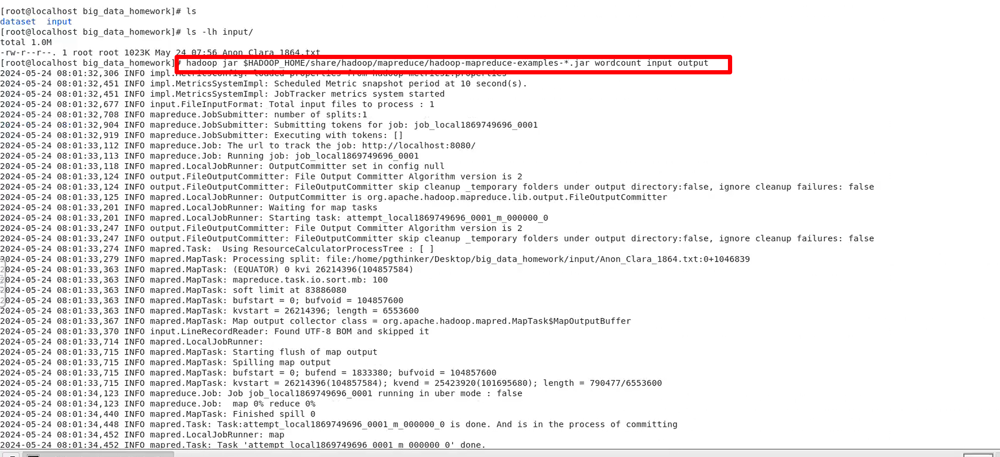 [root@localhost big_data_homework]# ls
dataset  input
[root@localhost big_data_homework]# ls -lh input/
total 1.0M
-rw-r--r--. 1 root root 1023K May 24 07:56 Anon_Clara_1864.txt
[root@localhost big_data_homework]# hadoop jar $HADOOP_HOME/share/hadoop/mapreduce/hadoop-mapreduce-examples-*.jar wordcount input output
2024-05-24 08:01:32,306 INFO impl.MetricsConfig: loaded properties from hadoop-metrics2.properties
2024-05-24 08:01:32,451 INFO impl.MetricsSystemImpl: Scheduled Metric snapshot period at 10 second(s).
2024-05-24 08:01:32,451 INFO impl.MetricsSystemImpl: JobTracker metrics system started
2024-05-24 08:01:32,677 INFO input.FileInputFormat: Total input files to process : 1
2024-05-24 08:01:32,708 INFO mapreduce.JobSubmitter: number of splits:1
2024-05-24 08:01:32,904 INFO mapreduce.JobSubmitter: Submitting tokens for job: job_local1869749696_0001
2024-05-24 08:01:32,919 INFO mapreduce.JobSubmitter: Executing with tokens: []
2024-05-24 08:01:33,112 INFO mapreduce.Job: The url to track the job: http://localhost:8080/
2024-05-24 08:01:33,113 INFO mapreduce.Job: Running job: job_local1869749696_0001
2024-05-24 08:01:33,118 INFO mapred.LocalJobRunner: OutputCommitter set in config null
2024-05-24 08:01:33,124 INFO output.FileOutputCommitter: File Output Committer Algorithm version is 2
2024-05-24 08:01:33,124 INFO output.FileOutputCommitter: FileOutputCommitter skip cleanup _temporary folders under output directory:false, ignore cleanup failures: false
2024-05-24 08:01:33,125 INFO mapred.LocalJobRunner: OutputCommitter is org.apache.hadoop.mapreduce.lib.output.FileOutputCommitter
2024-05-24 08:01:33,201 INFO mapred.LocalJobRunner: Waiting for map tasks
2024-05-24 08:01:33,201 INFO mapred.LocalJobRunner: Starting task: attempt_local1869749696_0001_m_000000_0
2024-05-24 08:01:33,247 INFO output.FileOutputCommitter: File Output Committer Algorithm version is 2
2024-05-24 08:01:33,247 INFO output.FileOutputCommitter: FileOutputCommitter skip cleanup _temporary folders under output directory:false, ignore cleanup failures: false
2024-05-24 08:01:33,274 INFO mapred.Task:  Using ResourceCalculatorProcessTree : [ ]
2024-05-24 08:01:33,279 INFO mapred.MapTask: Processing split: file:/home/pgthinker/Desktop/big_data_homework/input/Anon_Clara_1864.txt:0+1046839
2024-05-24 08:01:33,363 INFO mapred.MapTask: (EQUATOR) 0 kvi 26214396(104857584)
2024-05-24 08:01:33,363 INFO mapred.MapTask: mapreduce.task.io.sort.mb: 100
2024-05-24 08:01:33,363 INFO mapred.MapTask: soft limit at 83886080
2024-05-24 08:01:33,363 INFO mapred.MapTask: bufstart = 0; bufvoid = 104857600
2024-05-24 08:01:33,363 INFO mapred.MapTask: kvstart = 26214396; length = 6553600
2024-05-24 08:01:33,367 INFO mapred.MapTask: Map output collector class = org.apache.hadoop.mapred.MapTask$MapOutputBuffer
2024-05-24 08:01:33,370 INFO input.LineRecordReader: Found UTF-8 BOM and skipped it
2024-05-24 08:01:33,714 INFO mapred.LocalJobRunner:
2024-05-24 08:01:33,715 INFO mapred.MapTask: Starting flush of map output
2024-05-24 08:01:33,715 INFO mapred.MapTask: Spilling map output
2024-05-24 08:01:33,715 INFO mapred.MapTask: bufstart = 0; bufend = 1833380; bufvoid = 104857600
2024-05-24 08:01:33,715 INFO mapred.MapTask: kvstart = 26214396(104857584); kvend = 25423920(101695680); length = 790477/6553600
2024-05-24 08:01:34,123 INFO mapreduce.Job: Job job_local1869749696_0001 running in uber mode : false
2024-05-24 08:01:34,123 INFO mapreduce.Job:  map 0% reduce 0%
2024-05-24 08:01:34,440 INFO mapred.MapTask: Finished spill 0
2024-05-24 08:01:34,448 INFO mapred.Task: Task:attempt_local1869749696_0001_m_000000_0 is done. And is in the process of committing
2024-05-24 08:01:34,452 INFO mapred.LocalJobRunner: map
2024-05-24 08:01:34,452 INFO mapred.Task: Task 'attempt_local1869749696_0001_m_000000_0' done.